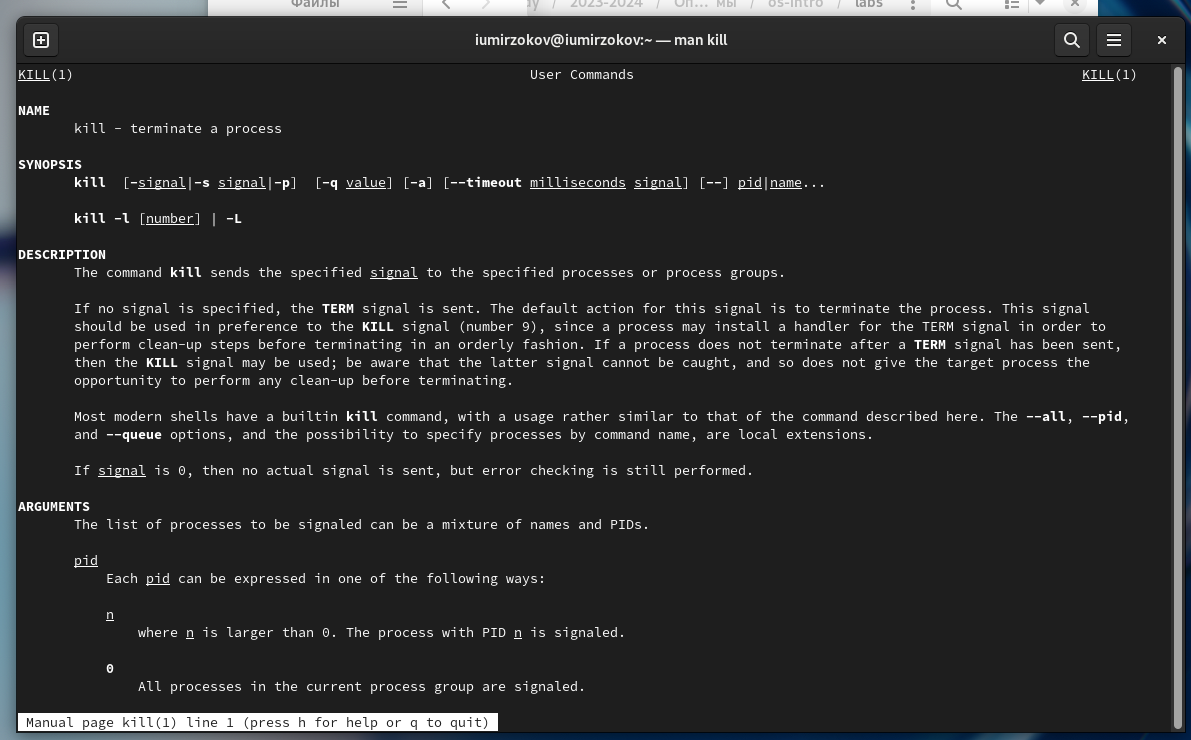 Файлы
dy / 2023-2024 / Оп… мы / os-intro / labs
iumirzokov@iumirzokov:~ — man kill
KILL(1) User Commands KILL(1)
NAME
kill - terminate a process
SYNOPSIS
kill [-signal|-s signal|-p] [-q value] [-a] [--timeout milliseconds signal] [--] pid|name...
kill -l [number] | -L
DESCRIPTION
The command kill sends the specified signal to the specified processes or process groups.
If no signal is specified, the TERM signal is sent. The default action for this signal is to terminate the process. This signal
should be used in preference to the KILL signal (number 9), since a process may install a handler for the TERM signal in order to
perform clean-up steps before terminating in an orderly fashion. If a process does not terminate after a TERM signal has been sent,
then the KILL signal may be used; be aware that the latter signal cannot be caught, and so does not give the target process the
opportunity to perform any clean-up before terminating.
Most modern shells have a builtin kill command, with a usage rather similar to that of the command described here. The --all, --pid,
and --queue options, and the possibility to specify processes by command name, are local extensions.
If signal is 0, then no actual signal is sent, but error checking is still performed.
ARGUMENTS
The list of processes to be signaled can be a mixture of names and PIDs.
pid
Each pid can be expressed in one of the following ways:
n
where n is larger than 0. The process with PID n is signaled.
0
All processes in the current process group are signaled.
Manual page kill(1) line 1 (press h for help or q to quit)